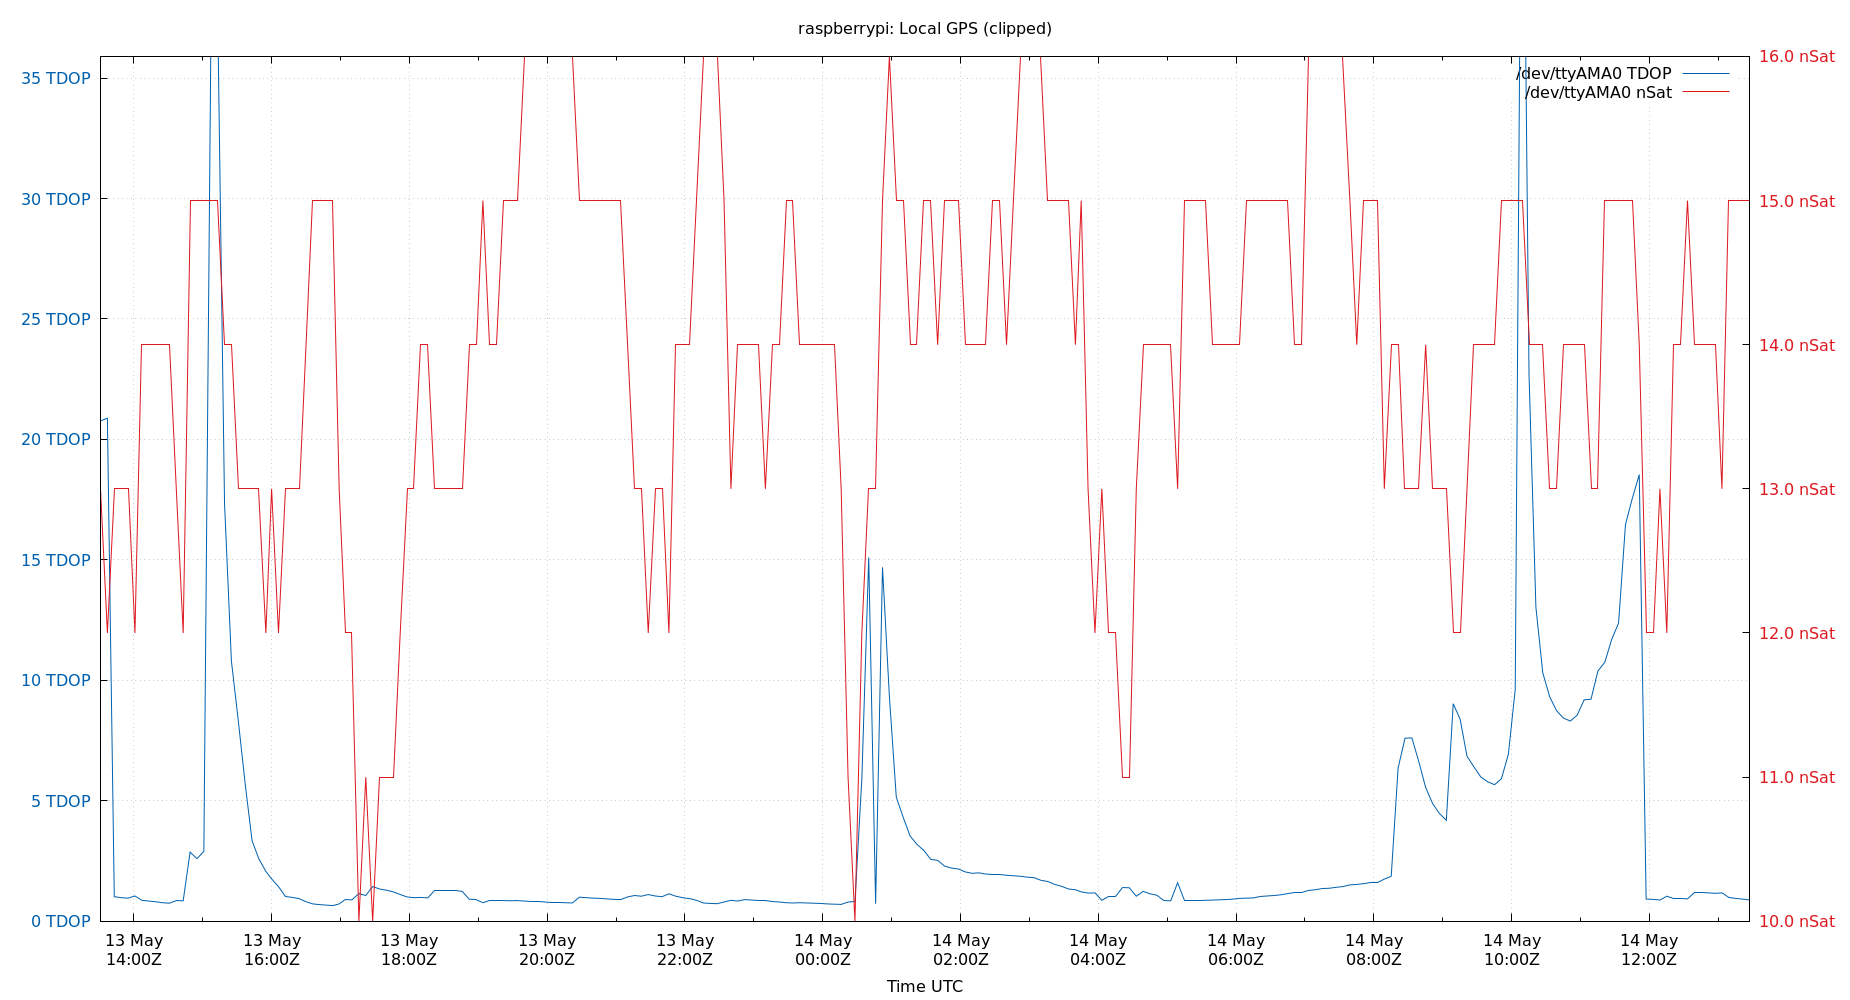 raspberrypi: Local GPS (clipped)
35 TDOP
30 TDOP
25 TDOP
20 TDOP
15 TDOP
10 TDOP
5 TDOP
0 TDOP
/dev/ttyAMA0 TDOP
/dev/ttyAMA0 nSat
16.0 nSat
15.0 nSat
14.0 nSat
13.0 nSat
12.0 nSat
11.0 nSat
10.0 nSat
13 May 13 May 13 May 13 May 13 May 14 May 14 May 14 May 14 May 14 May 14 May 14 May
14:00Z 16:00Z 18:00Z 20:00Z 22:00Z 00:00Z 02:00Z 04:00Z 06:00Z 08:00Z 10:00Z 12:00Z
Time UTC